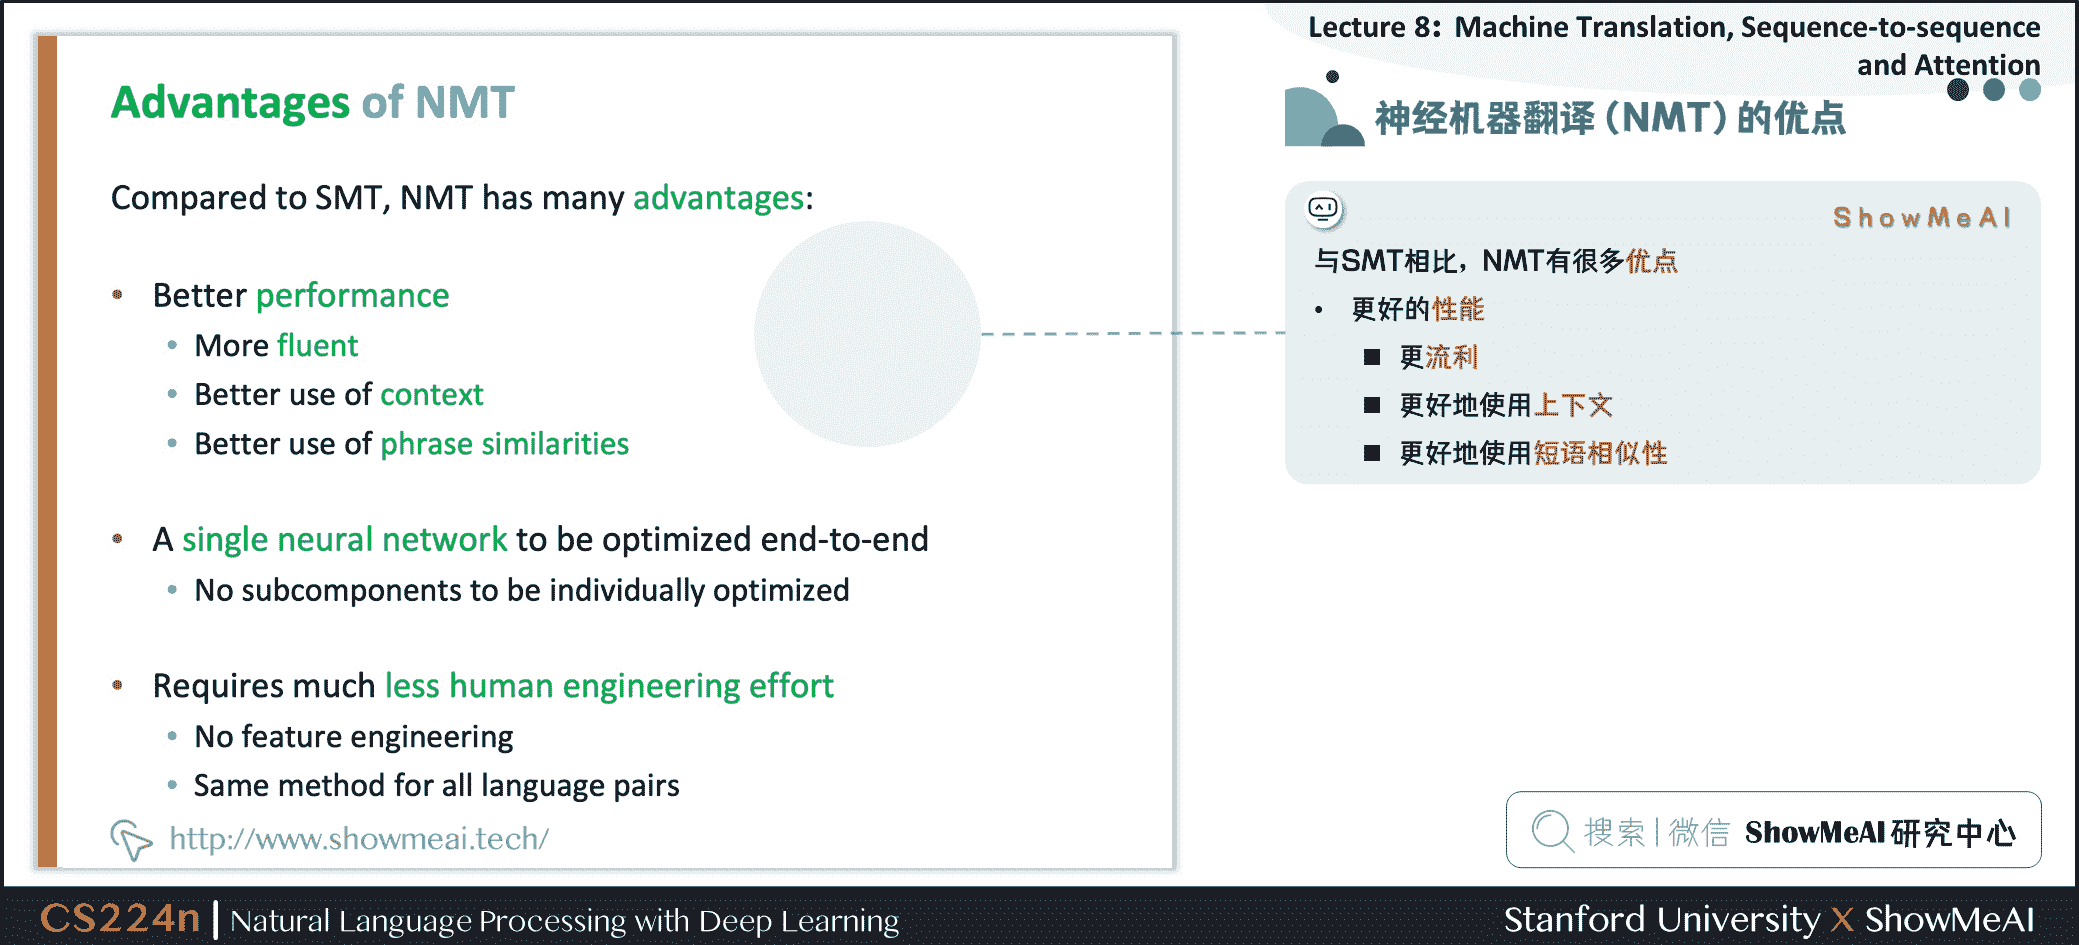 Lecture 8: Machine Translation, Sequence-to-sequence
and Attention
Advantages of NMT
Compared to SMT, NMT has many advantages:
• Better performance
• More fluent
• Better use of context
• Better use of phrase similarities
• A single neural network to be optimized end-to-end
• No subcomponents to be individually optimized
• Requires much less human engineering effort
• No feature engineering
• Same method for all language pairs
http://www.showmeai.tech/
神经机器翻译(NMT)的优点
ShowMeAI
与SMT相比,NMT有很多优点
• 更好的性能
■ 更流利
■ 更好地使用上下文
■ 更好地使用短语相似性
搜索|微信 ShowMeAI研究中心
CS224n | Natural Language Processing with Deep Learning
Stanford University X ShowMeAI